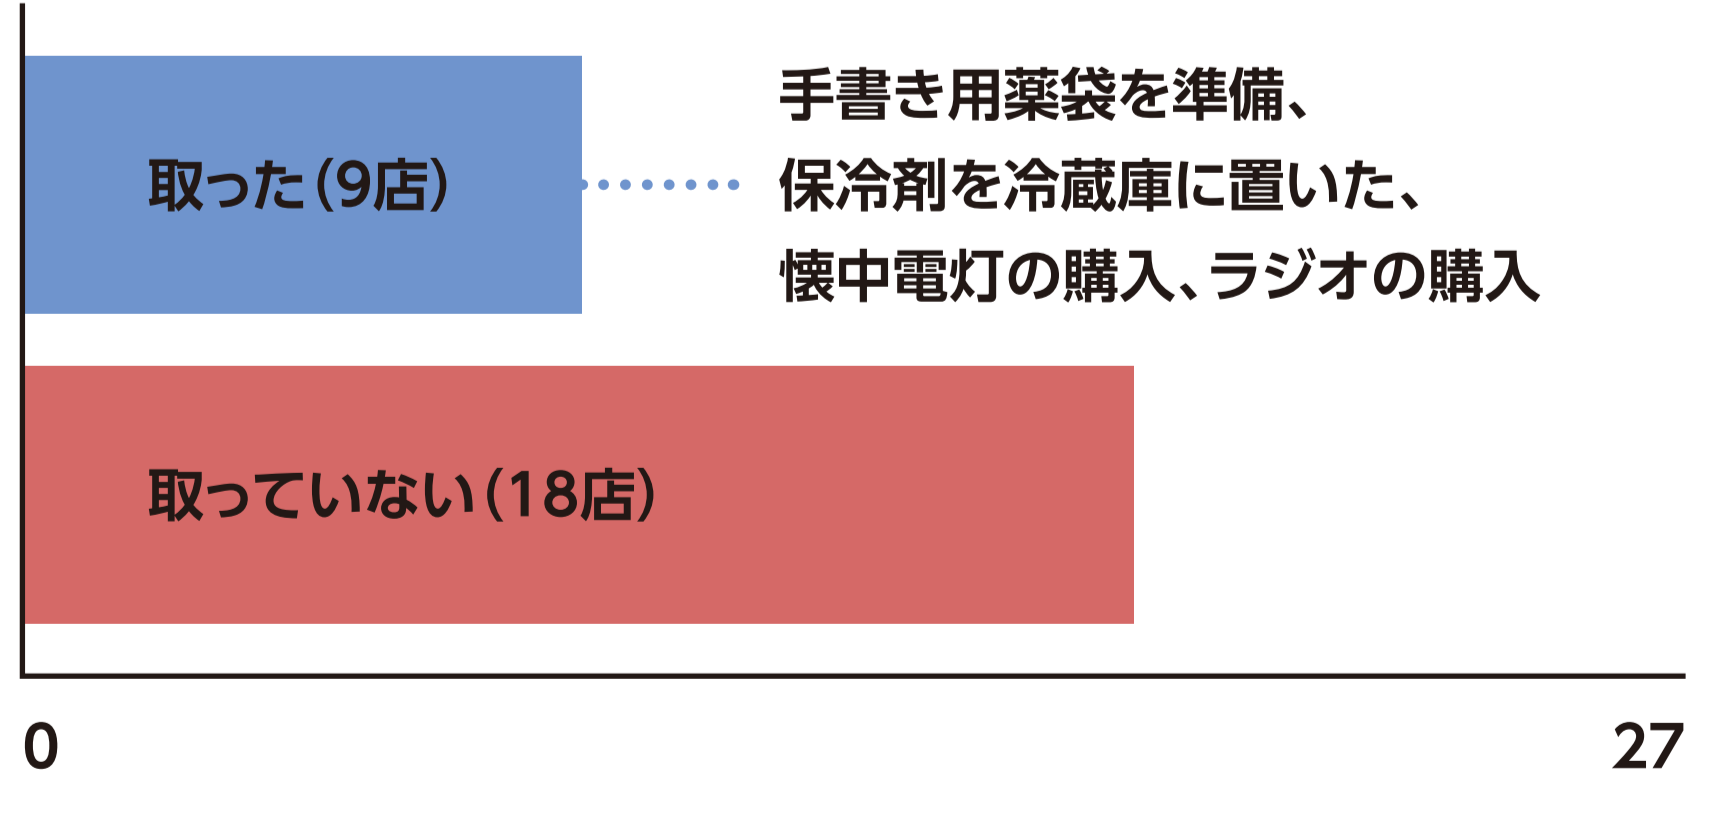 取った(9店)
手書き用薬袋を準備、
保冷剤を冷蔵庫に置いた、
懐中電灯の購入、ラジオの購入
取っていない(18店)
0
27